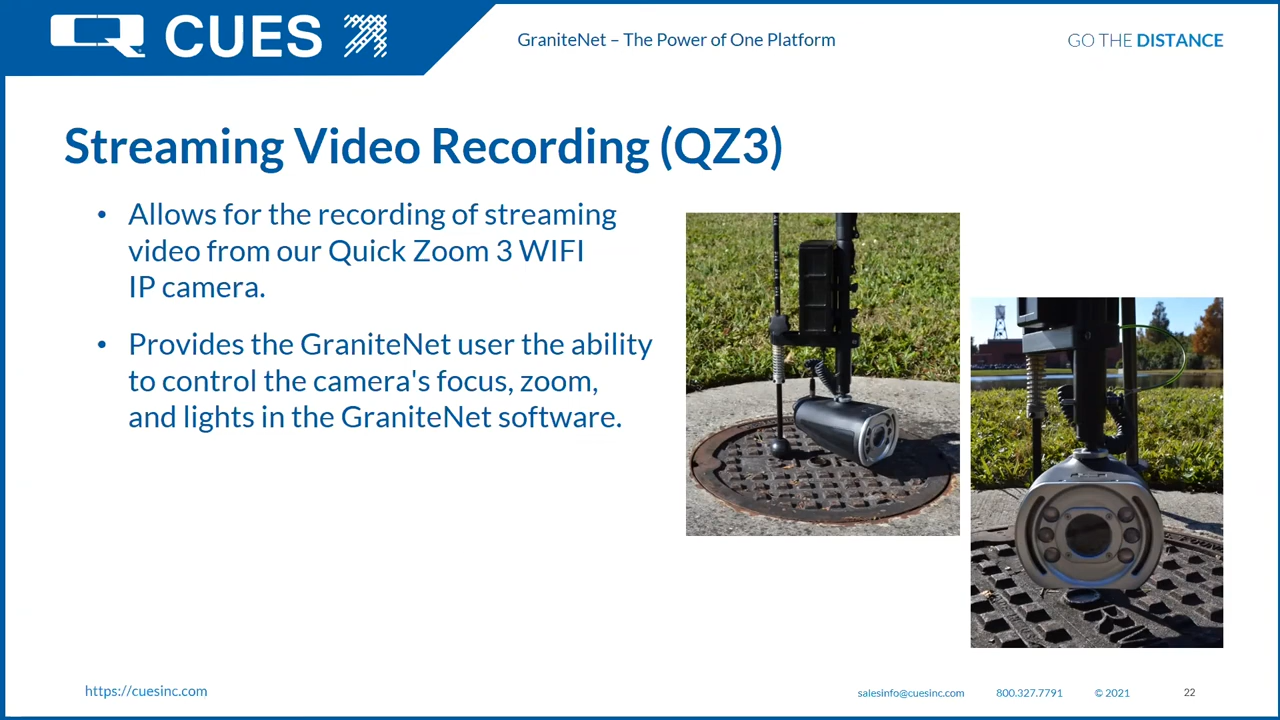 CUES
GraniteNet – The Power of One Platform
GO THE DISTANCE
Streaming Video Recording (QZ3)
• Allows for the recording of streaming
video from our Quick Zoom 3 WIFI
IP camera.
• Provides the GraniteNet user the ability
to control the camera's focus, zoom,
and lights in the GraniteNet software.
https://cuesinc.com
salesinfo@cuesinc.com
800.327.7791
© 2021
22